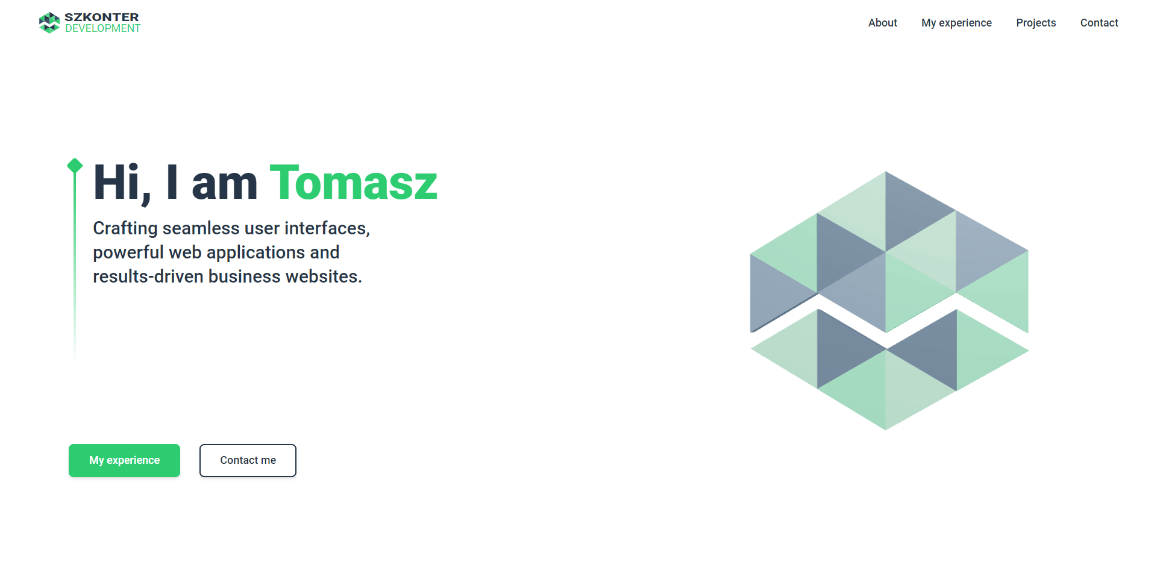 SZKONTER
DEVELOPMENT
About
My experience
Projects
Contact
Hi, I am Tomasz
Crafting seamless user interfaces,
powerful web applications and
results-driven business websites.
My experience
Contact me